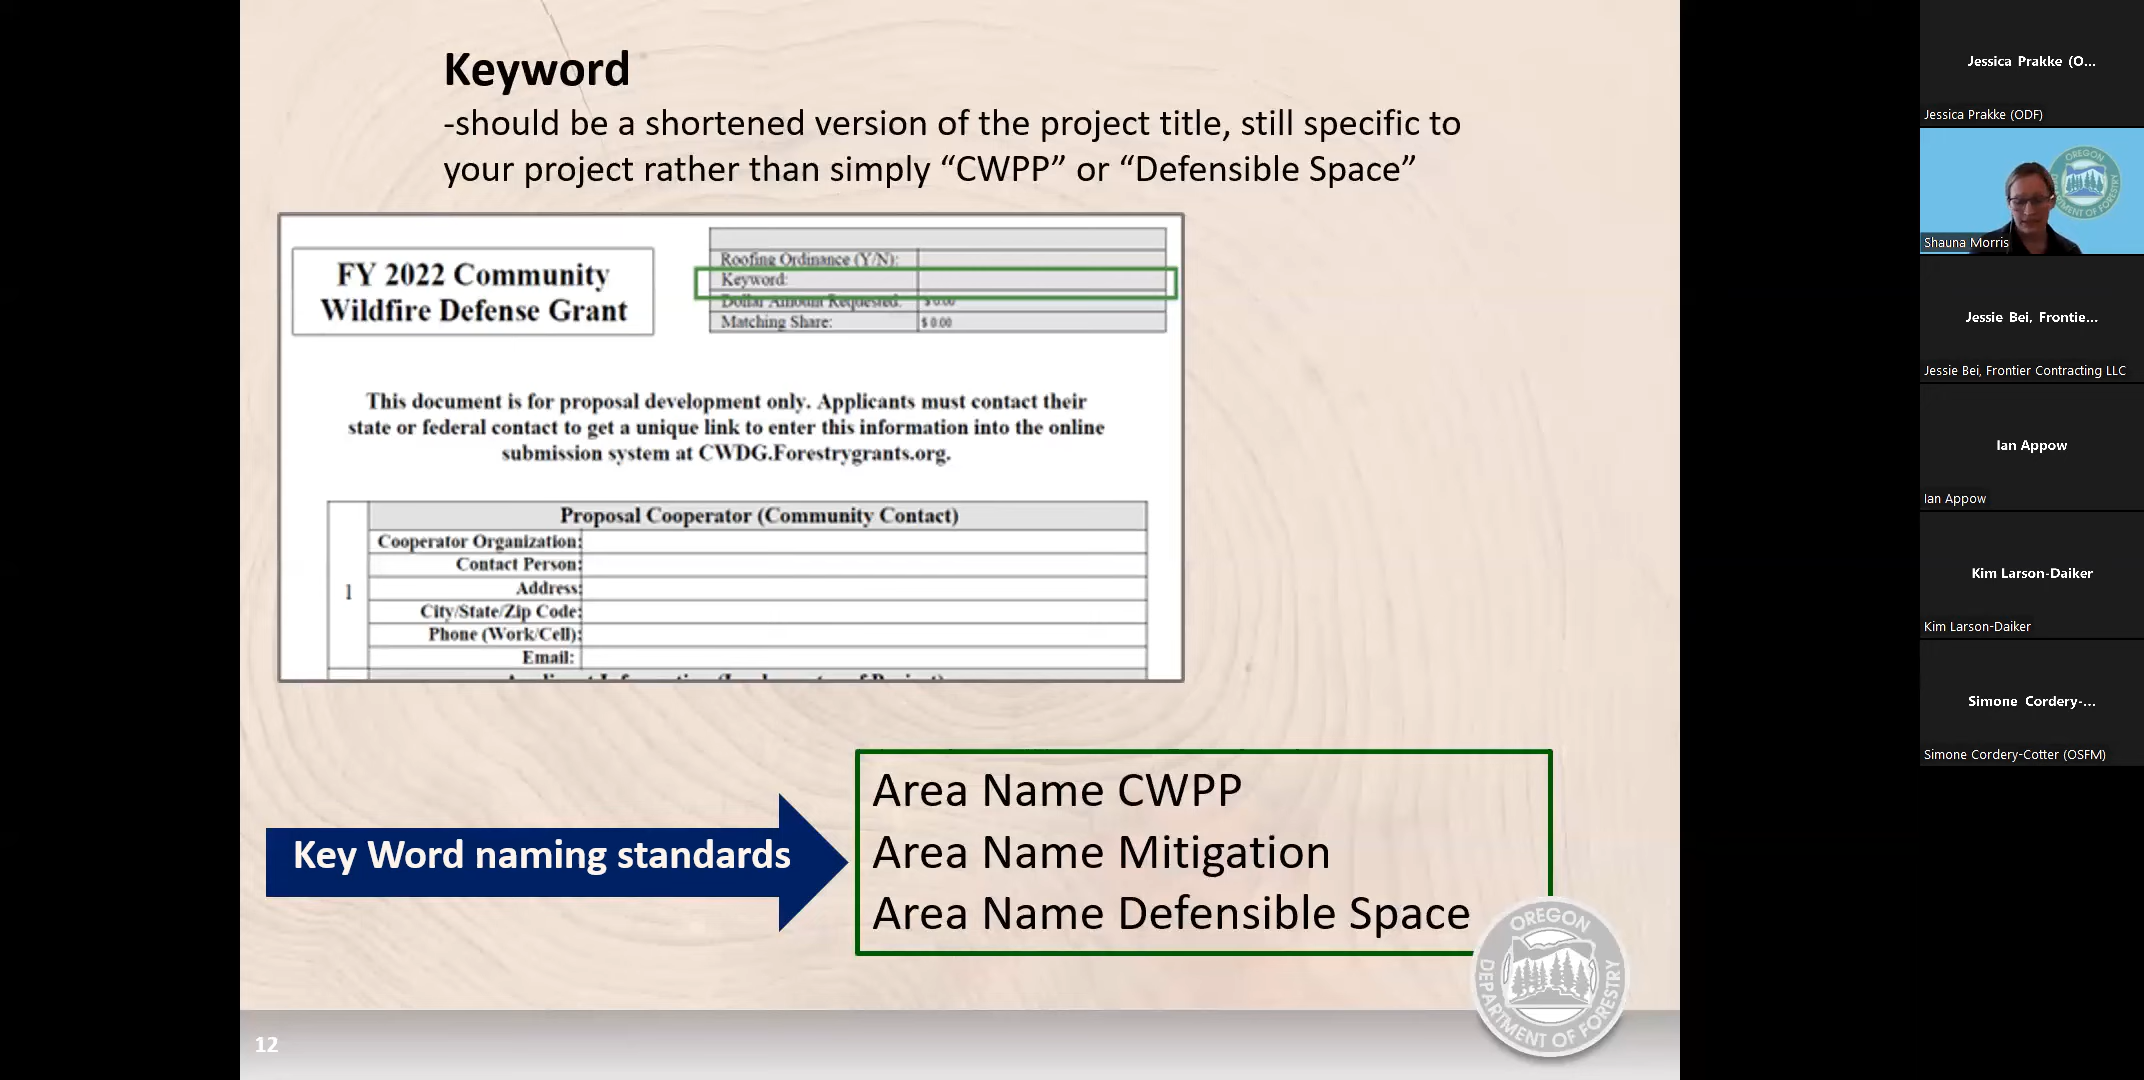 Keyword
-should be a shortened version of the project title, still specific to
your project rather than simply “CWPP” or “Defensible Space”
FY 2022 Community
Wildfire Defense Grant
Roofing Ordinance (Y/N):
Keyword:
Dollar Amount Requested: $ 0.00
Matching Share: $ 0.00
This document is for proposal development only. Applicants must contact their
state or federal contact to get a unique link to enter this information into the online
submission system at CWDG.Forestrygrants.org.
Proposal Cooperator (Community Contact)
1
Cooperator Organization:
Contact Person:
Address:
City/State/Zip Code:
Phone (Work/Cell):
Email:
Key Word naming standards
Area Name CWPP
Area Name Mitigation
Area Name Defensible Space
OREGON
DEPARTMENT OF FORESTRY
12
Jessica Prakke (O...
Jessica Prakke (ODF)
OREGON
DEPARTMENT OF FORESTRY
Shauna Morris
Jessie Bei, Frontie...
Jessie Bei, Frontier Contracting LLC
Ian Appow
Ian Appow
Kim Larson-Daiker
Kim Larson-Daiker
Simone Cordery-...
Simone Cordery-Cotter (OSFM)